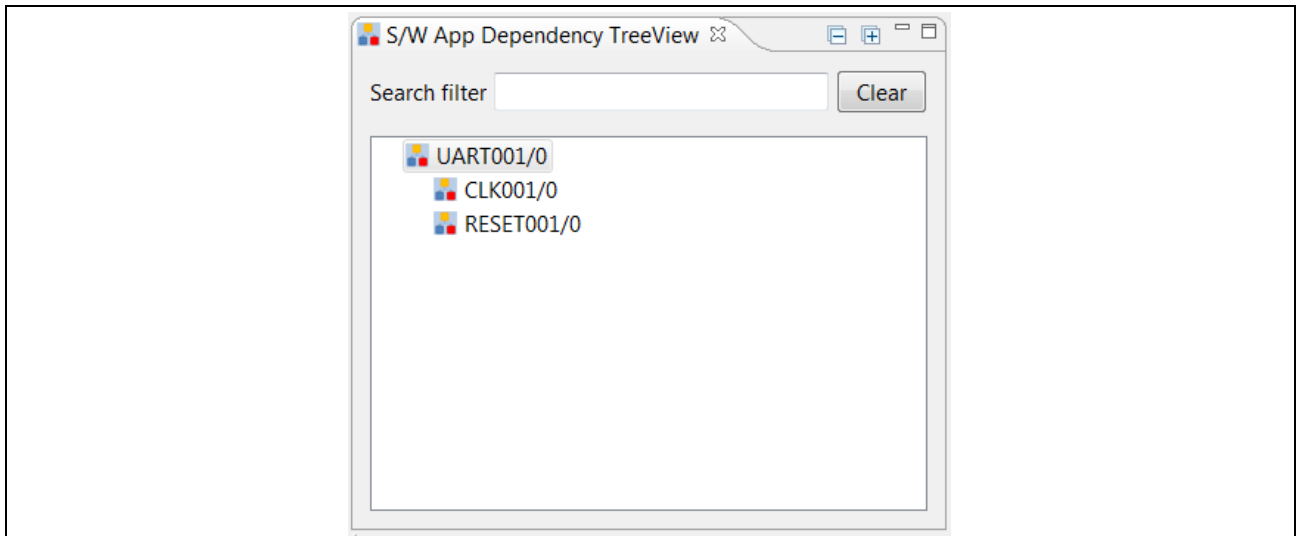 S/W App Dependency TreeView
Search filter
Clear
UART001/0
CLK001/0
RESET001/0